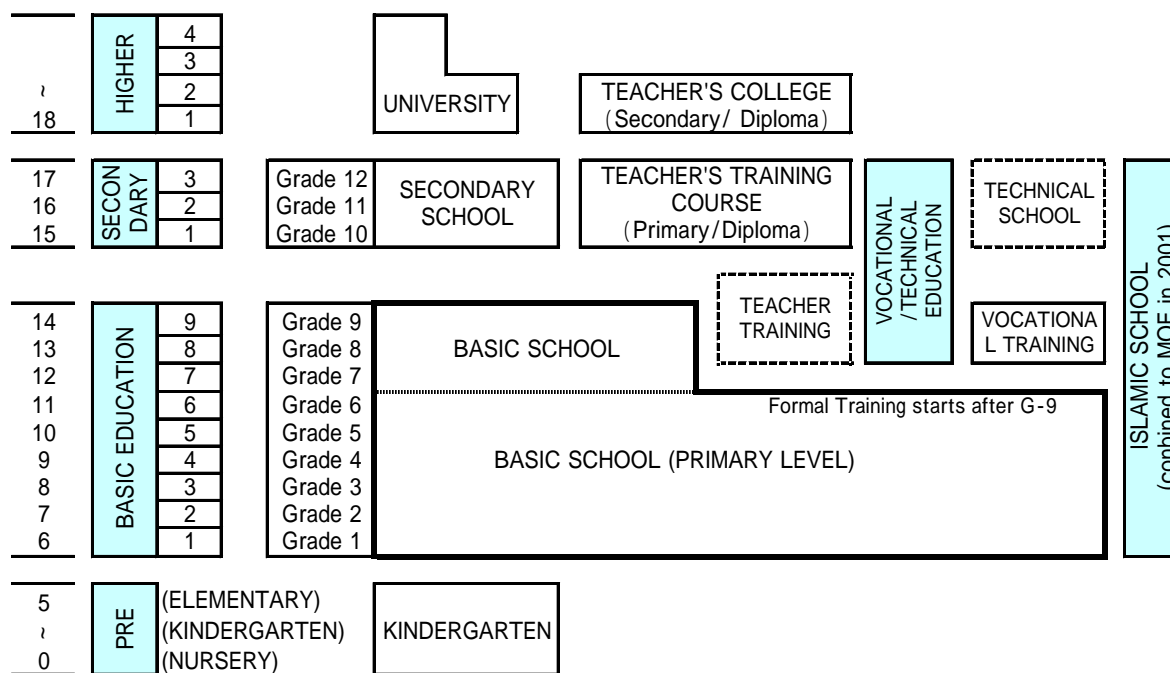 ~
18
HIGHER
4
3
2
1
UNIVERSITY
TEACHER'S COLLEGE
(Secondary/ Diploma)
17
16
15
SECON
DARY
3
2
1
Grade 12
Grade 11
Grade 10
SECONDARY
SCHOOL
TEACHER'S TRAINING
COURSE
(Primary/Diploma)
VOCATIONAL
/TECHNICAL
EDUCATION
TECHNICAL
SCHOOL
ISLAMIC SCHOOL
(conbined to MOE in 2001)
TEACHER
TRAINING
VOCATIONA
L TRAINING
14
13
12
11
10
9
8
7
6
BASIC EDUCATION
9
8
7
6
5
4
3
2
1
Grade 9
Grade 8
Grade 7
Grade 6
Grade 5
Grade 4
Grade 3
Grade 2
Grade 1
BASIC SCHOOL
Formal Training starts after G-9
BASIC SCHOOL (PRIMARY LEVEL)
5
~
0
PRE
(ELEMENTARY)
(KINDERGARTEN)
(NURSERY)
KINDERGARTEN